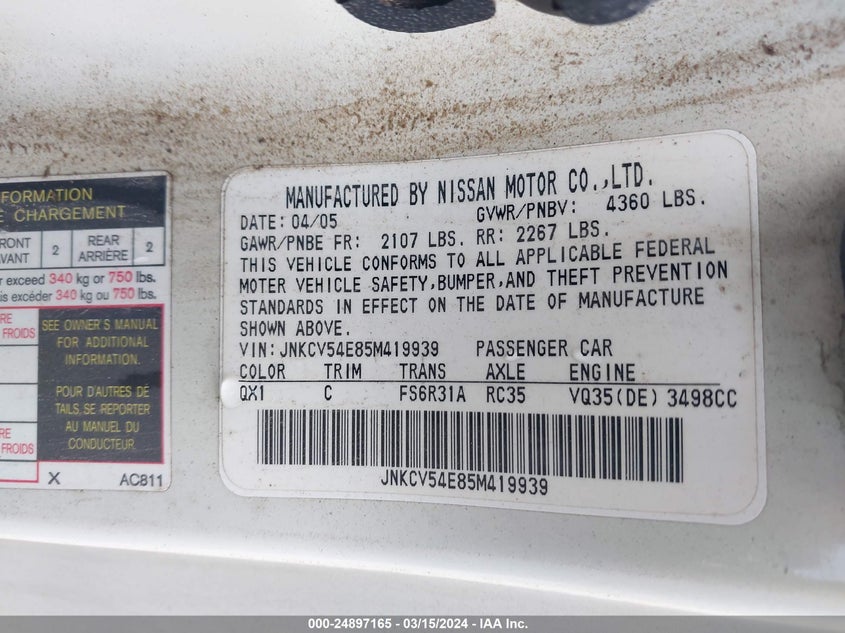 NFORMATION
E CHARGEMENT
RONT
VANT
2
REAR
ARRIÈRE
2
r exceed 340 kg or 750 lbs.
is excéder 340 kg ou 750 lbs.
RE
FROIDS
SEE OWNER'S MANUAL
FOR ADDITIONAL
INFORMATION.
POUR D'AUTRES DÉ
TAILS, SE REPORTER
AU MANUEL DU
CONDUCTEUR.
RE
FROIDS
X
AC811
MANUFACTURED BY NISSAN MOTOR CO.,LTD.
DATE: 04/05 GVWR/PNBV: 4360 LBS.
GAWR/PNBE FR: 2107 LBS. RR: 2267 LBS.
THIS VEHICLE CONFORMS TO ALL APPLICABLE FEDERAL
MOTOR VEHICLE SAFETY,BUMPER,AND THEFT PREVENTION
STANDARDS IN EFFECT ON THE DATE OF MANUFACTURE
SHOWN ABOVE.
VIN:JNKCV54E85M419939 PASSENGER CAR
COLOR TRIM TRANS AXLE ENGINE
QX1 C FS6R31A RC35 VQ35(DE) 3498CC
JNKCV54E85M419939
000-24897165 - 03/15/2024 - IAA Inc.